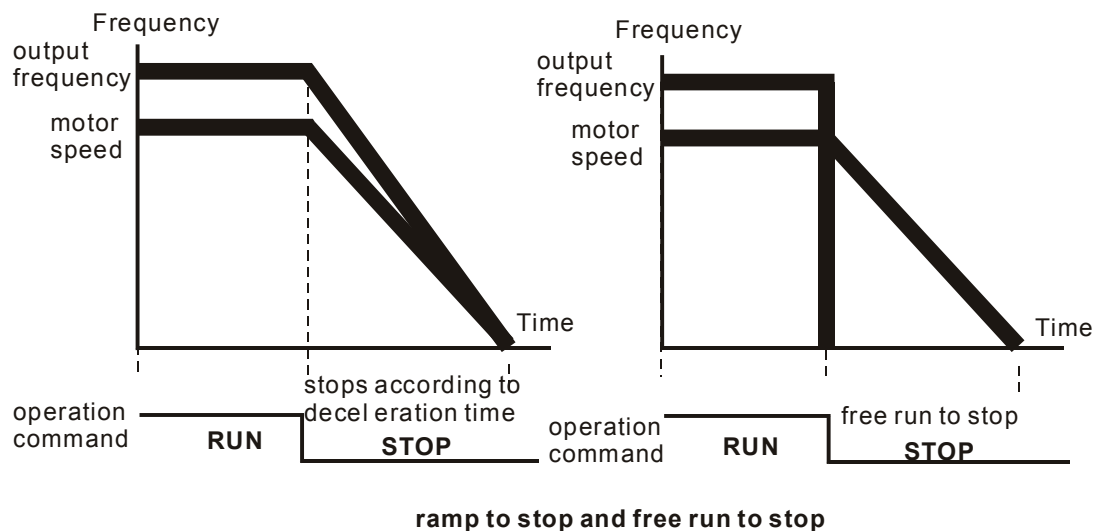 Frequency
output
frequency
motor
speed
Time
stops according to
decel eration time
operation
command
RUN
STOP
Frequency
output
frequency
motor
speed
Time
free run to stop
operation
command
RUN
STOP
ramp to stop and free run to stop